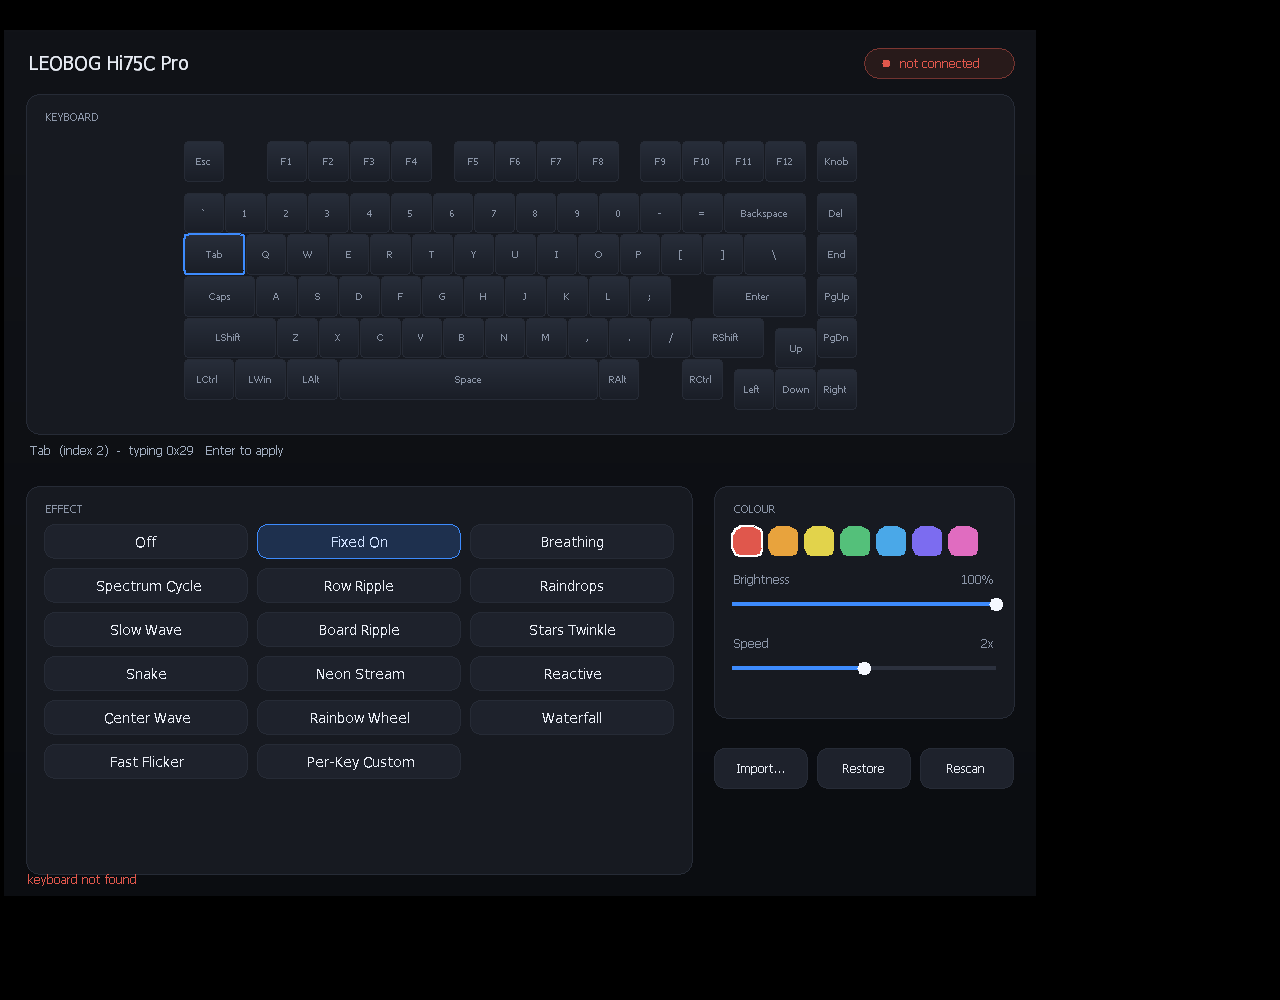 LEOBOG Hi75C Pro
not connected
KEYBOARD
Esc F1 F2 F3 F4 F5 F6 F7 F8 F9 F10 F11 F12 Knob
` 1 2 3 4 5 6 7 8 9 0 - = Backspace Del
Tab Q W E R T Y U I O P [ ] \ End
Caps A S D F G H J K L ; Enter PgUp
LShift Z X C V B N M , . / RShift Up PgDn
LCtrl LWin LAlt Space RAlt RCtrl Left Down Right
Tab (index 2) - typing 0x29 Enter to apply
EFFECT
Off Fixed On Breathing
Spectrum Cycle Row Ripple Raindrops
Slow Wave Board Ripple Stars Twinkle
Snake Neon Stream Reactive
Center Wave Rainbow Wheel Waterfall
Fast Flicker Per-Key Custom
COLOUR
Brightness 100%
Speed 2x
Import... Restore Rescan
keyboard not found